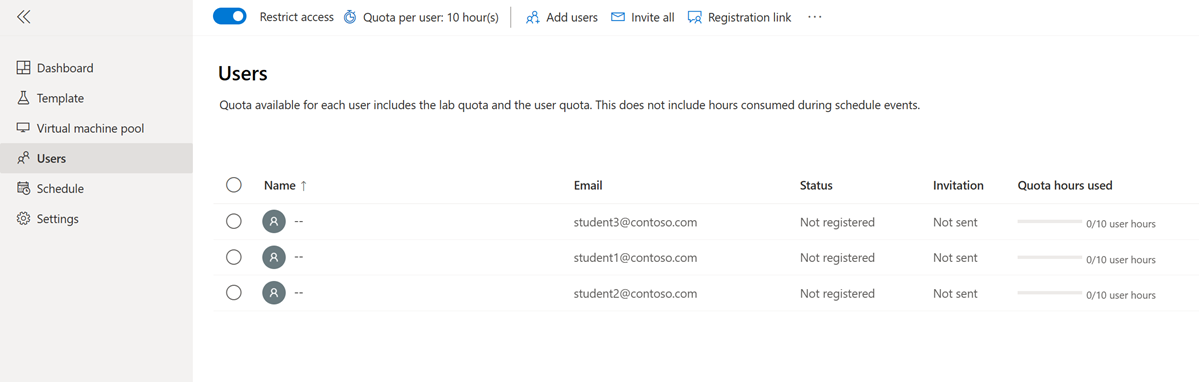 Restrict access Quota per user: 10 hour(s) Add users Invite all Registration link ...
Dashboard
Template
Virtual machine pool
Users
Schedule
Settings
Users
Quota available for each user includes the lab quota and the user quota. This does not include hours consumed during schedule events.
Name ↑ Email Status Invitation Quota hours used
-- student3@contoso.com Not registered Not sent 0/10 user hours
-- student1@contoso.com Not registered Not sent 0/10 user hours
-- student2@contoso.com Not registered Not sent 0/10 user hours